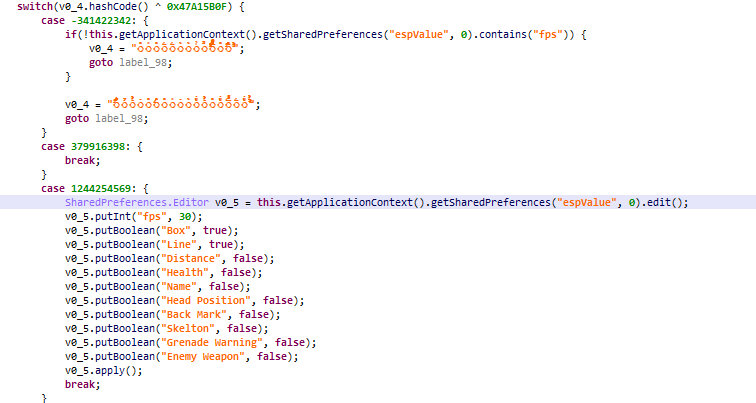 switch(v0_4.hashCode() ^ 0x47A15B0F) {
case -341422342: {
if(!this.getApplicationContext().getSharedPreferences("espValue", 0).contains("fps")) {
v0_4 =
goto label_98;
}
v0_4 =
goto label_98;
}
case 379916398: {
break;
}
case 1244254569: {
SharedPreferences.Editor v0_5 = this.getApplicationContext().getSharedPreferences("espValue", 0).edit();
v0_5.putInt("fps", 30);
v0_5.putBoolean("Box", true);
v0_5.putBoolean("Line", true);
v0_5.putBoolean("Distance", false);
v0_5.putBoolean("Health", false);
v0_5.putBoolean("Name", false);
v0_5.putBoolean("Head Position", false);
v0_5.putBoolean("Back Mark", false);
v0_5.putBoolean("Skelton", false);
v0_5.putBoolean("Grenade Warning", false);
v0_5.putBoolean("Enemy Weapon", false);
v0_5.apply();
break;
}